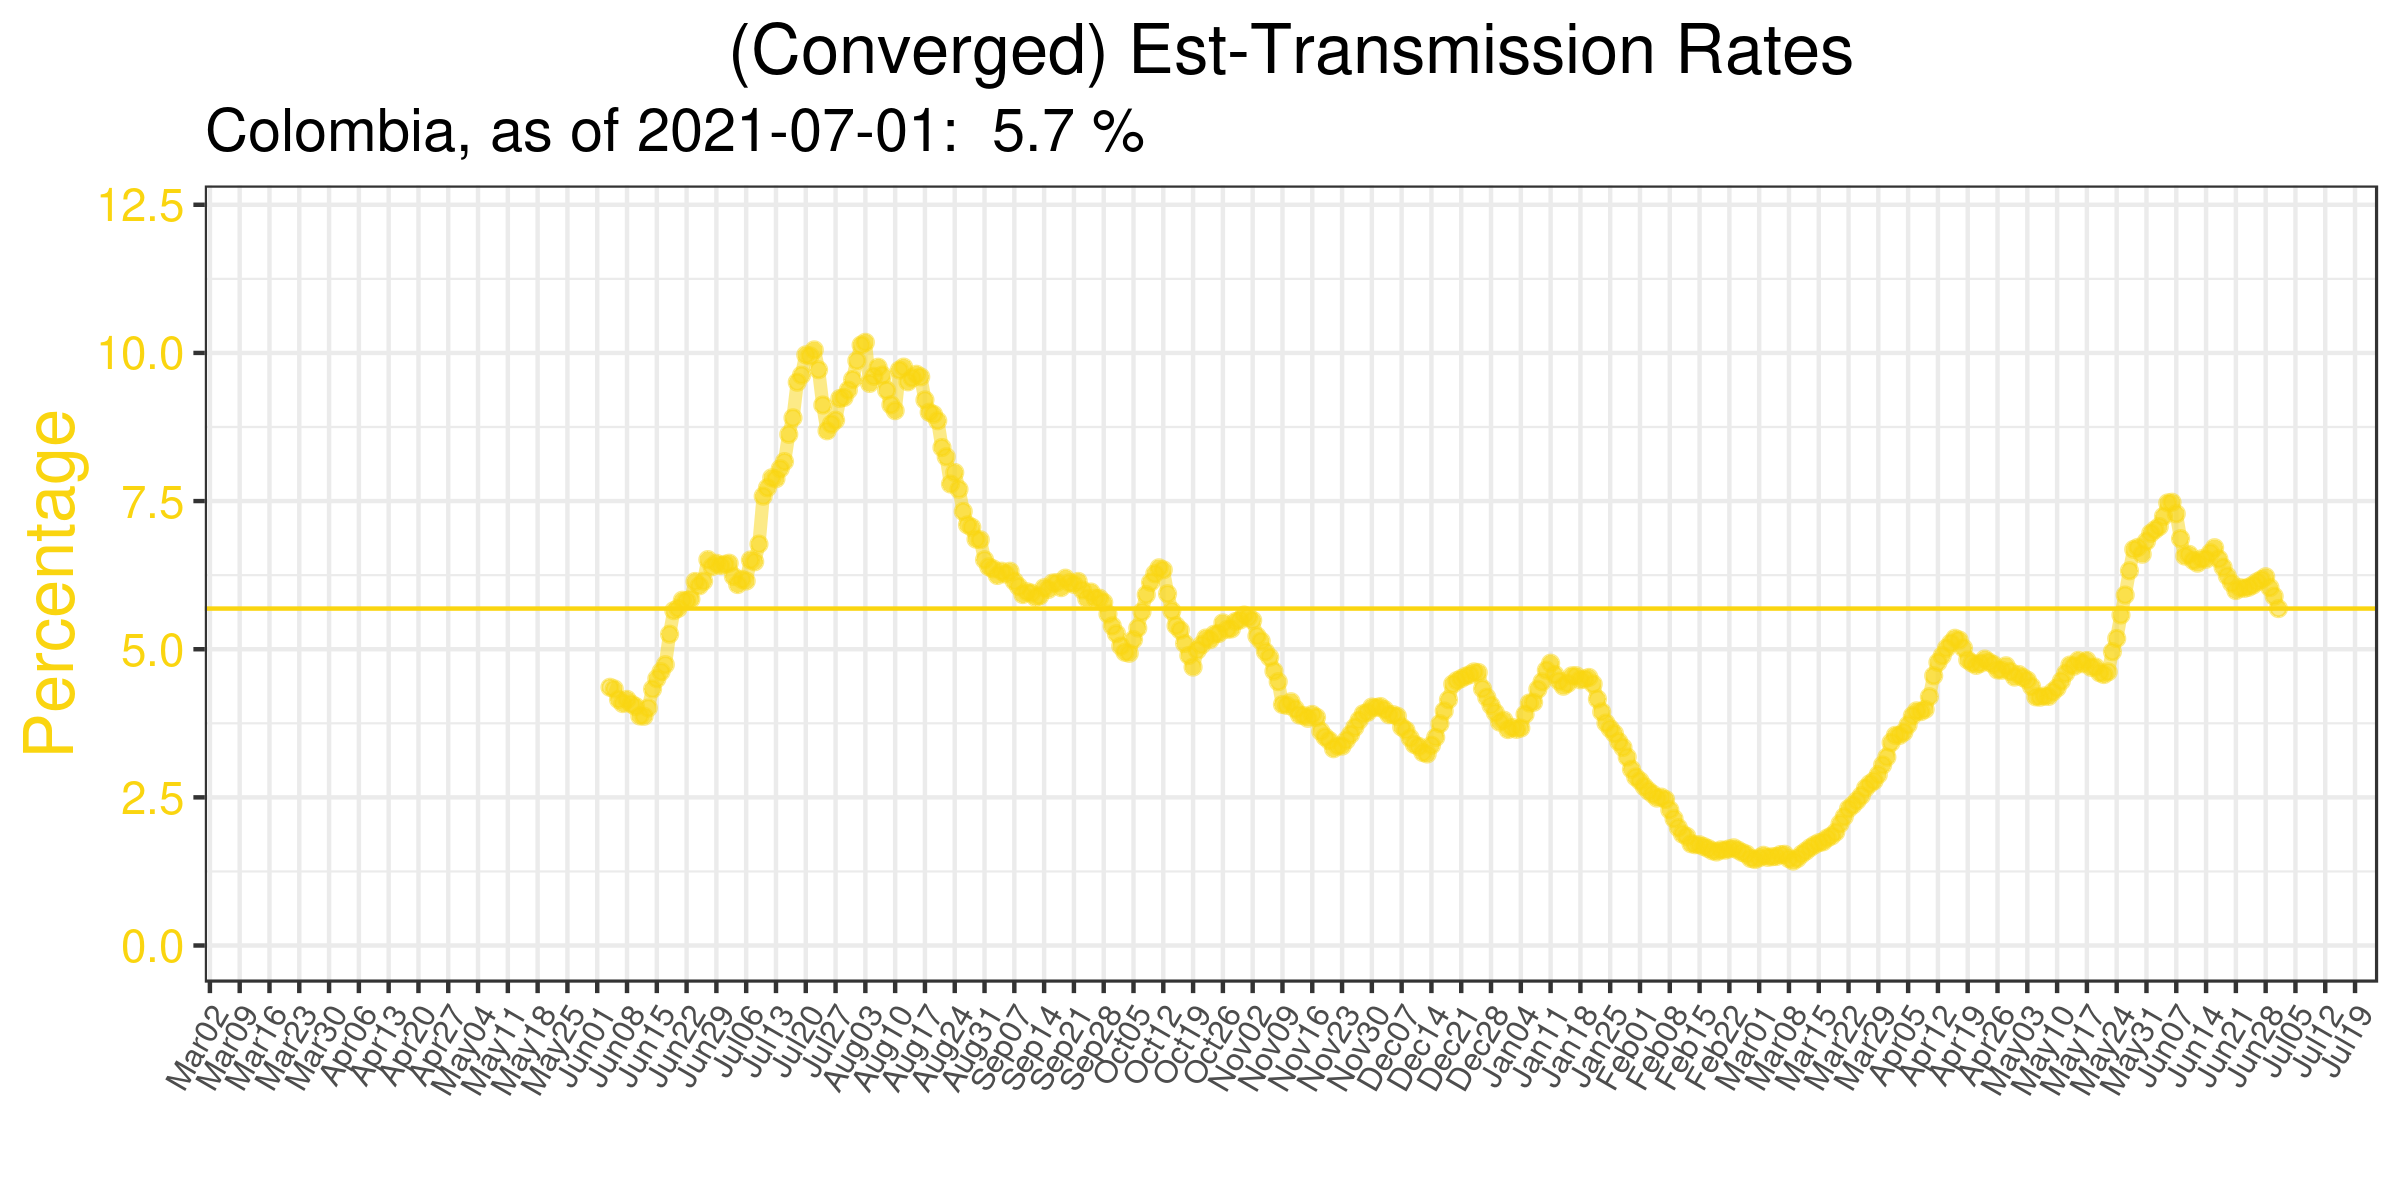 (Converged) Est-Transmission Rates
Colombia, as of 2021-07-01:  5.7 %
Percentage
12.5
10.0
7.5
5.0
2.5
0.0
Mar02
Mar09
Mar16
Mar23
Mar30
Apr06
Apr13
Apr20
Apr27
May04
May11
May18
May25
Jun01
Jun08
Jun15
Jun22
Jun29
Jul06
Jul13
Jul20
Jul27
Aug03
Aug10
Aug17
Aug24
Aug31
Sep07
Sep14
Sep21
Sep28
Oct05
Oct12
Oct19
Oct26
Nov02
Nov09
Nov16
Nov23
Nov30
Dec07
Dec14
Dec21
Dec28
Jan04
Jan11
Jan18
Jan25
Feb01
Feb08
Feb15
Feb22
Mar01
Mar08
Mar15
Mar22
Mar29
Apr05
Apr12
Apr19
Apr26
May03
May10
May17
May24
May31
Jun07
Jun14
Jun21
Jun28
Jul05
Jul12
Jul19